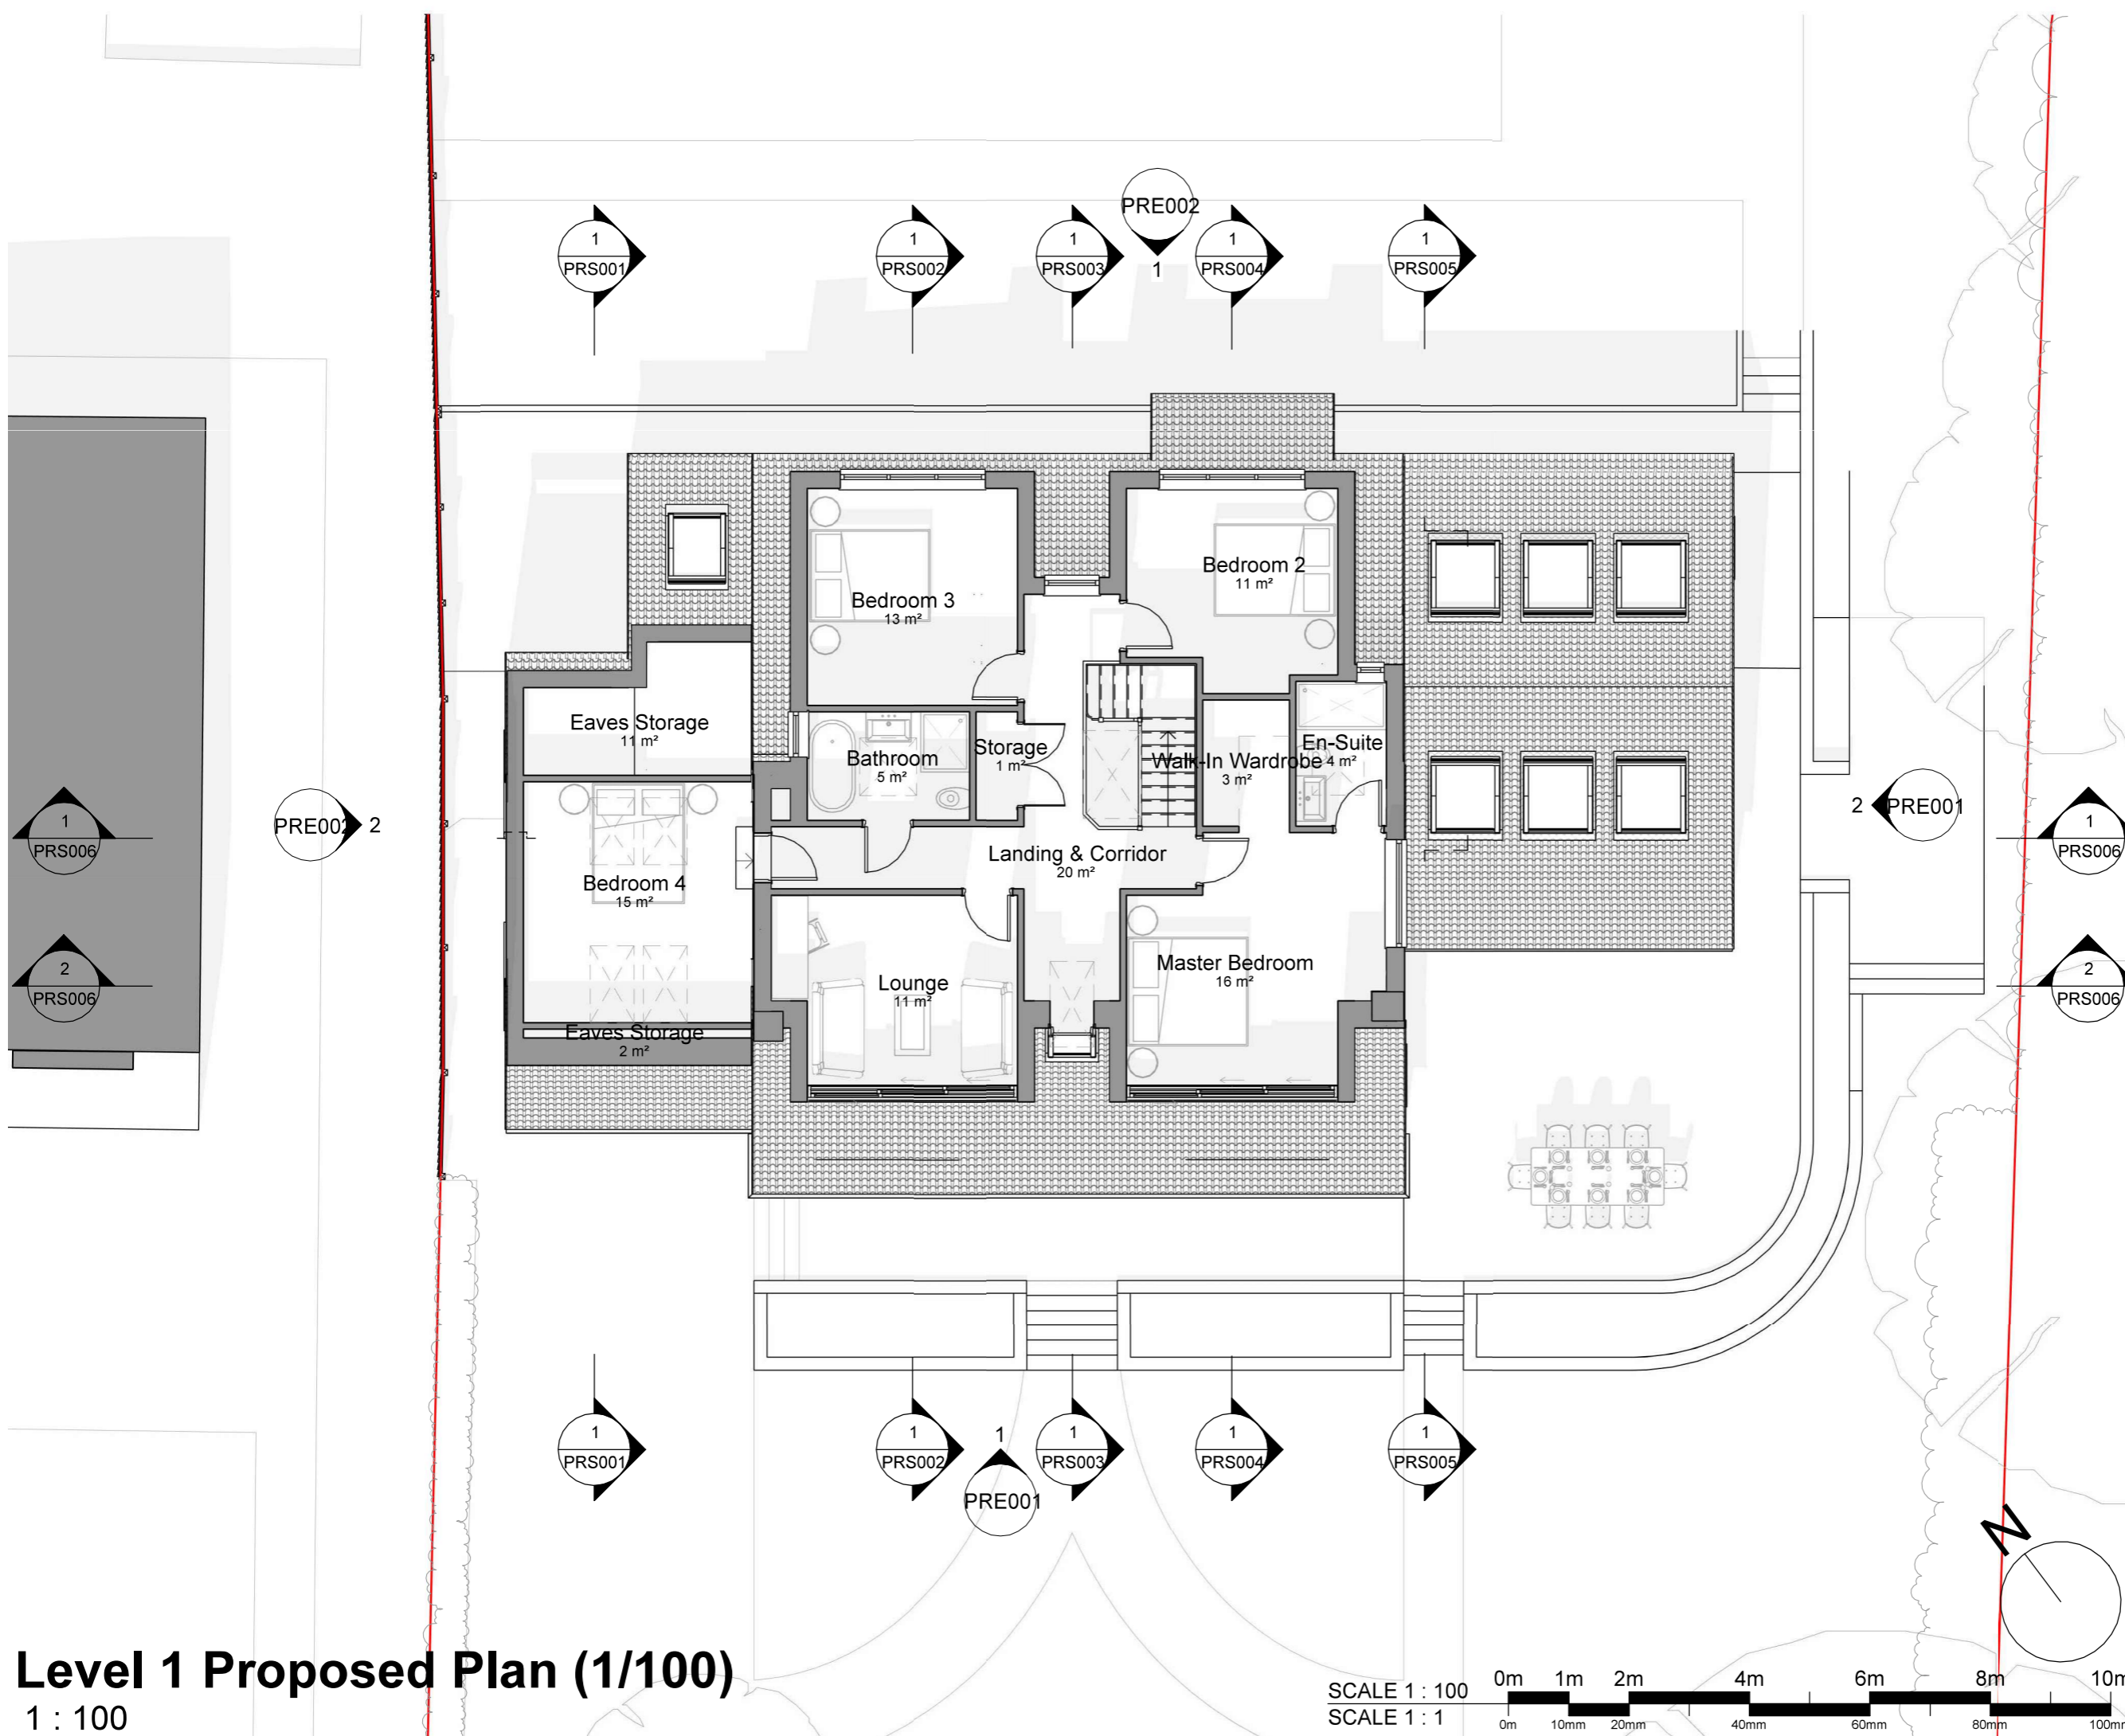 PRE002
1
1
PRS001
1
PRS002
1
PRS003
1
PRS004
1
PRS005
Bedroom 3
13 m²
Bedroom 2
11 m²
Eaves Storage
11 m²
Bathroom
5 m²
Storage
1 m²
Walk-In Wardrobe
3 m²
En-Suite
4 m²
1
PRS006
PRE002
2
2
PRE001
1
PRS006
Bedroom 4
15 m²
Landing & Corridor
20 m²
2
PRS006
Lounge
11 m²
Master Bedroom
16 m²
2
PRS006
Eaves Storage
2 m²
1
PRS001
1
PRS002
1
PRE001
1
PRS003
1
PRS004
1
PRS005
N
Level 1 Proposed Plan (1/100)
1 : 100
SCALE 1 : 100
0m 1m 2m 4m 6m 8m 10m
SCALE 1 : 1
0m 10mm 20mm 40mm 60mm 80mm 100mm